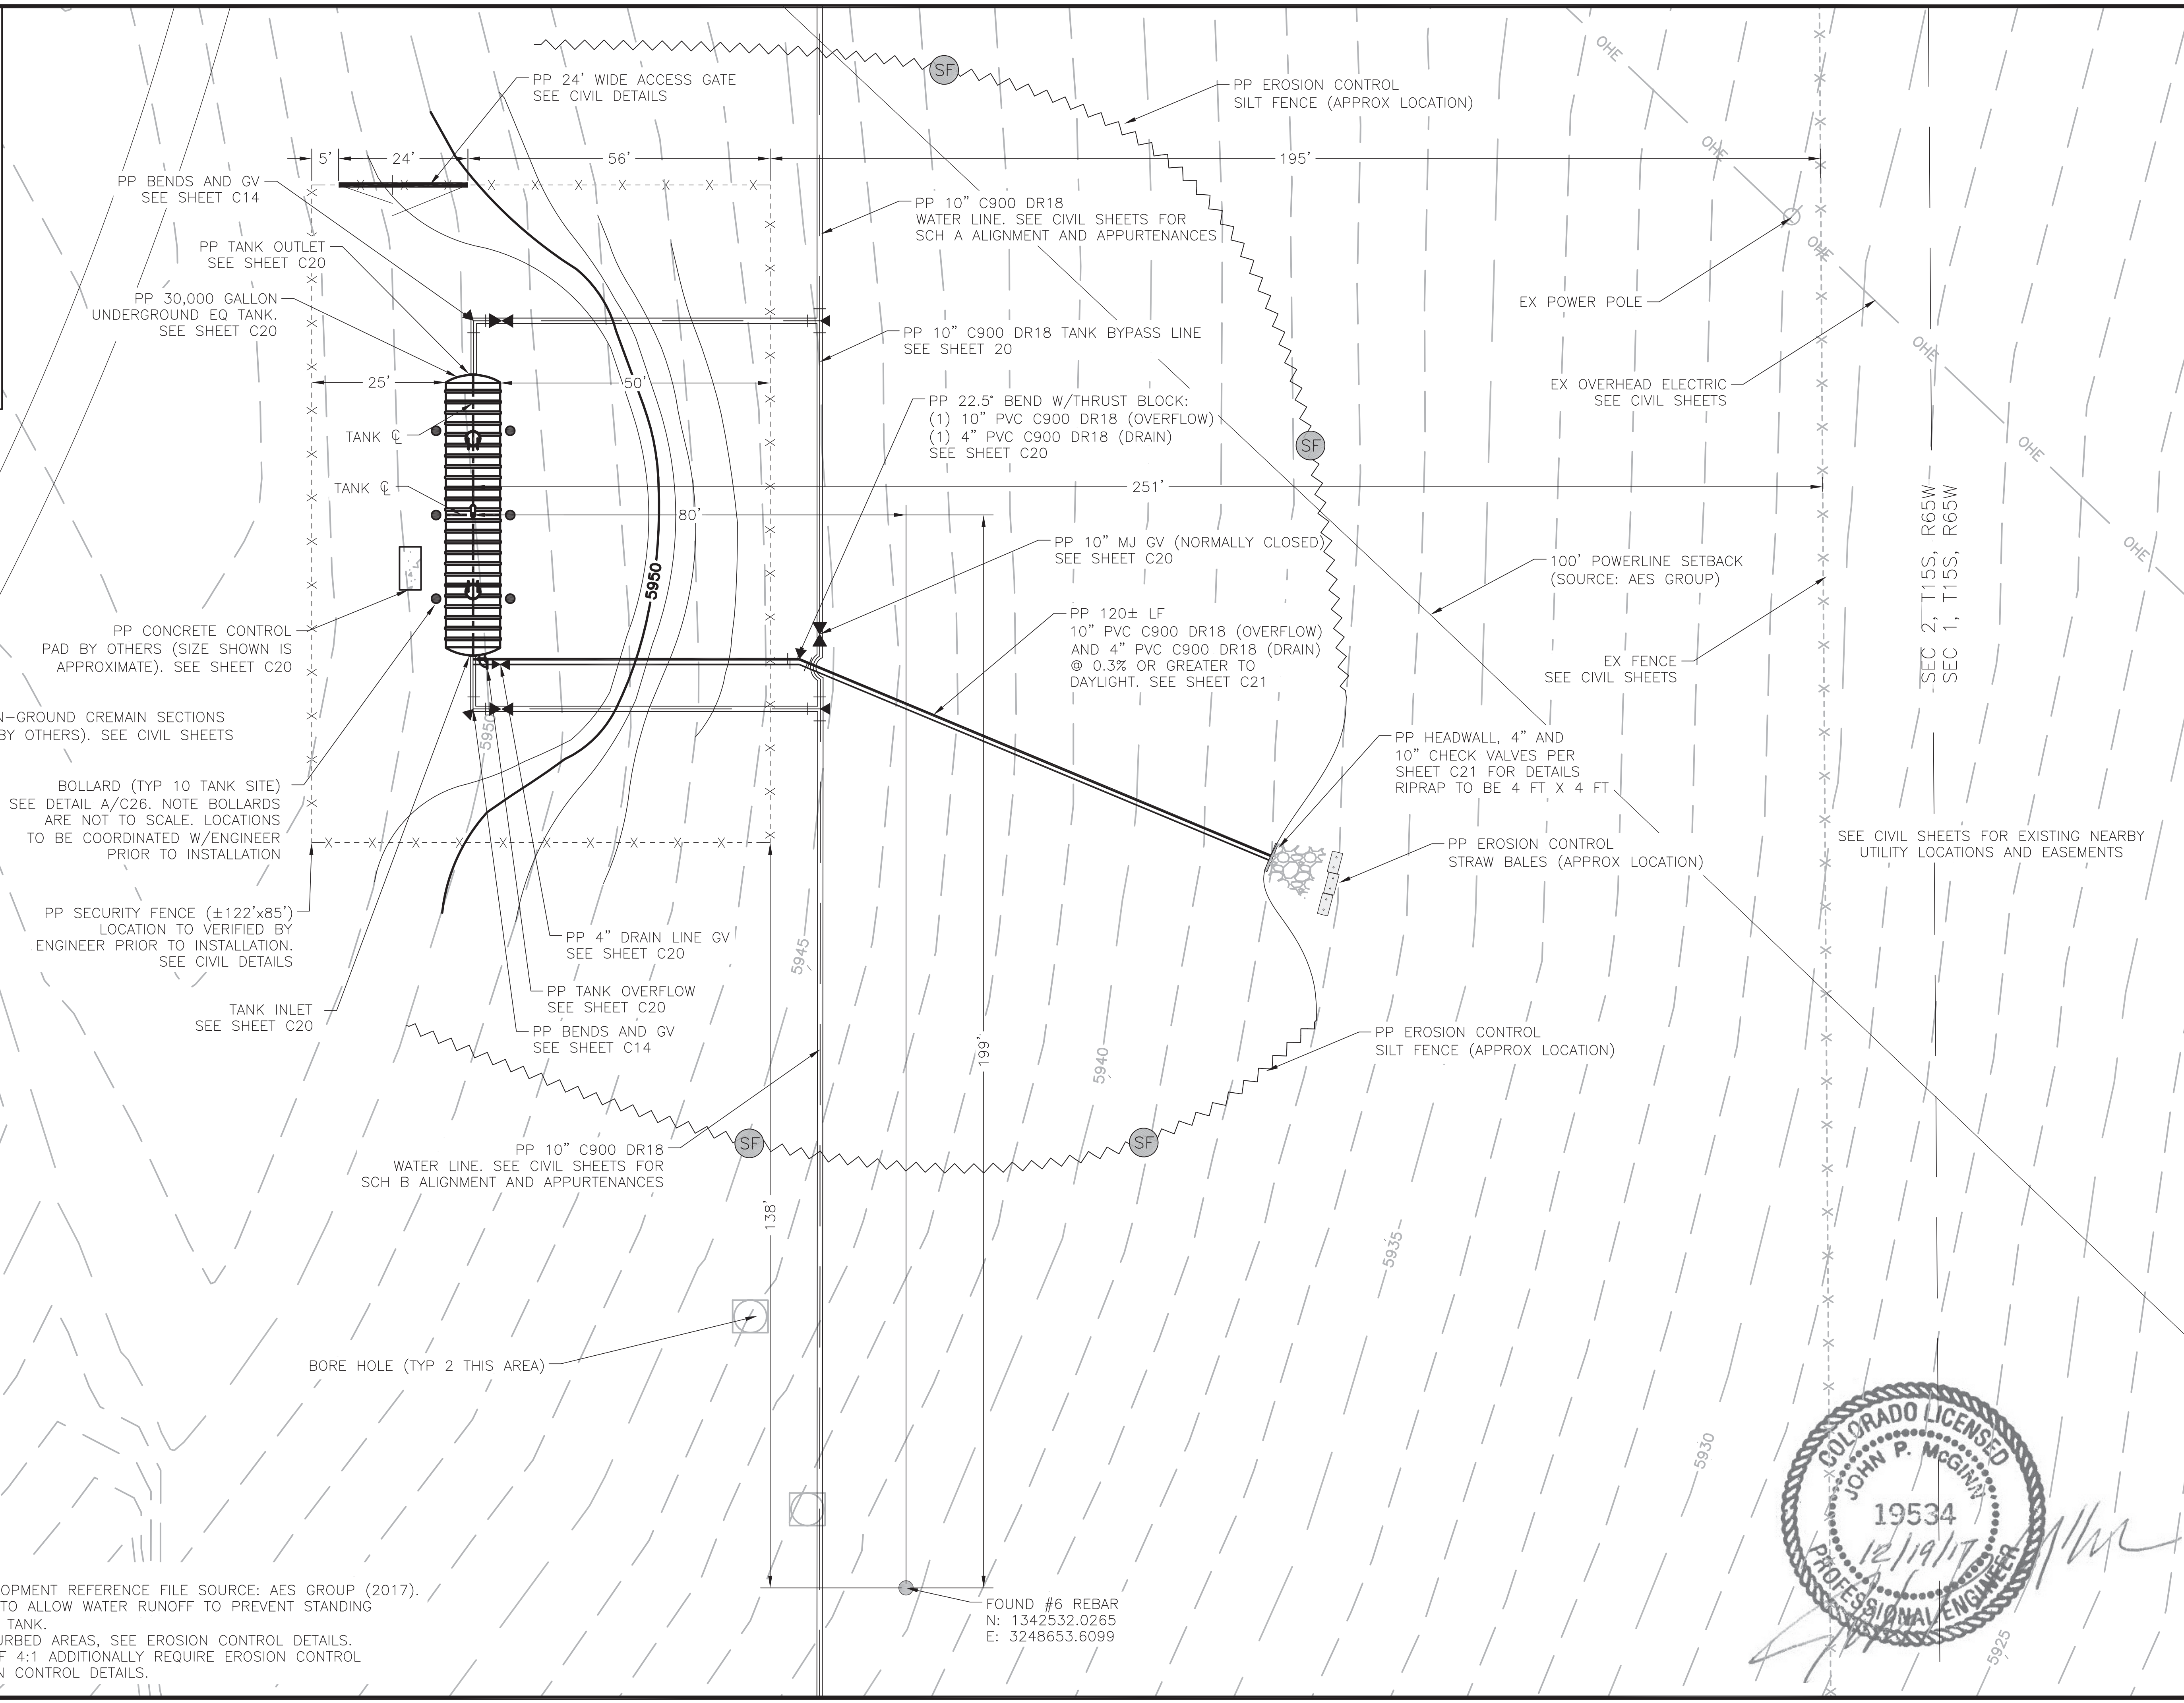 PP 24' WIDE ACCESS GATE
SEE CIVIL DETAILS
SF
PP EROSION CONTROL
SILT FENCE (APPROX LOCATION)
OHE
OHE
5'
24'
56'
195'
PP BENDS AND GV
SEE SHEET C14
PP TANK OUTLET
SEE SHEET C20
PP 30,000 GALLON
UNDERGROUND EQ TANK.
SEE SHEET C20
PP 10" C900 DR18
WATER LINE. SEE CIVIL SHEETS FOR
SCH A ALIGNMENT AND APPURTENANCES
OHE
EX POWER POLE
PP 10" C900 DR18 TANK BYPASS LINE
SEE SHEET 20
OHE
25'
50'
EX OVERHEAD ELECTRIC
SEE CIVIL SHEETS
PP 22.5° BEND W/THRUST BLOCK:
(1) 10" PVC C900 DR18 (OVERFLOW)
(1) 4" PVC C900 DR18 (DRAIN)
SEE SHEET C20
TANK ℄
SF
OHE
TANK ℄
251'
80'
SEC 2, T15S, R65W
SEC 1, T15S, R65W
OHE
PP 10" MJ GV (NORMALLY CLOSED)
SEE SHEET C20
100' POWERLINE SETBACK
(SOURCE: AES GROUP)
5950
PP 120± LF
10" PVC C900 DR18 (OVERFLOW)
AND 4" PVC C900 DR18 (DRAIN)
@ 0.3% OR GREATER TO
DAYLIGHT. SEE SHEET C21
PP CONCRETE CONTROL
PAD BY OTHERS (SIZE SHOWN IS
APPROXIMATE). SEE SHEET C20
EX FENCE
SEE CIVIL SHEETS
N-GROUND CREMAIN SECTIONS
BY OTHERS). SEE CIVIL SHEETS
5950
PP HEADWALL, 4" AND
10" CHECK VALVES PER
SHEET C21 FOR DETAILS
RIPRAP TO BE 4 FT X 4 FT
BOLLARD (TYP 10 TANK SITE)
SEE DETAIL A/C26. NOTE BOLLARDS
ARE NOT TO SCALE. LOCATIONS
TO BE COORDINATED W/ENGINEER
PRIOR TO INSTALLATION
PP EROSION CONTROL
STRAW BALES (APPROX LOCATION)
SEE CIVIL SHEETS FOR EXISTING NEARBY
UTILITY LOCATIONS AND EASEMENTS
PP SECURITY FENCE (±122'x85')
LOCATION TO VERIFIED BY
ENGINEER PRIOR TO INSTALLATION.
SEE CIVIL DETAILS
PP 4" DRAIN LINE GV
SEE SHEET C20
5945
PP TANK OVERFLOW
SEE SHEET C20
TANK INLET
SEE SHEET C20
PP BENDS AND GV
SEE SHEET C14
199'
5940
PP EROSION CONTROL
SILT FENCE (APPROX LOCATION)
SF
SF
PP 10" C900 DR18
WATER LINE. SEE CIVIL SHEETS FOR
SCH B ALIGNMENT AND APPURTENANCES
138'
5935
BORE HOLE (TYP 2 THIS AREA)
5930
COLORADO LICENSED
JOHN P. McGINN
19534
12/19/17
PROFESSIONAL ENGINEER
5925
OPMENT REFERENCE FILE SOURCE: AES GROUP (2017).
TO ALLOW WATER RUNOFF TO PREVENT STANDING
TANK.
URBED AREAS, SEE EROSION CONTROL DETAILS.
F 4:1 ADDITIONALLY REQUIRE EROSION CONTROL
N CONTROL DETAILS.
FOUND #6 REBAR
N: 1342532.0265
E: 3248653.6099